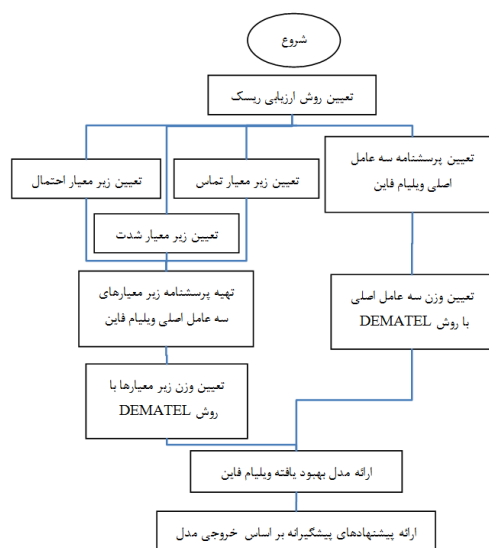 شروع
تعیین روش ارزیابی ریسک
تعیین پرسشنامه سه عامل
اصلی ویلیام فاین
تعیین زیر معیار تماس
تعیین زیر معیار احتمال
تعیین زیر معیار شدت
تهیه پرسشنامه زیر معیارهای
سه عامل اصلی ویلیام فاین
تعیین وزن سه عامل اصلی
با روش DEMATEL
تعیین وزن زیر معیارها با
روش DEMATEL
ارائه مدل بهبود یافته ویلیام فاین
ارائه پیشنهادهای پیشگیرانه بر اساس خروجی مدل